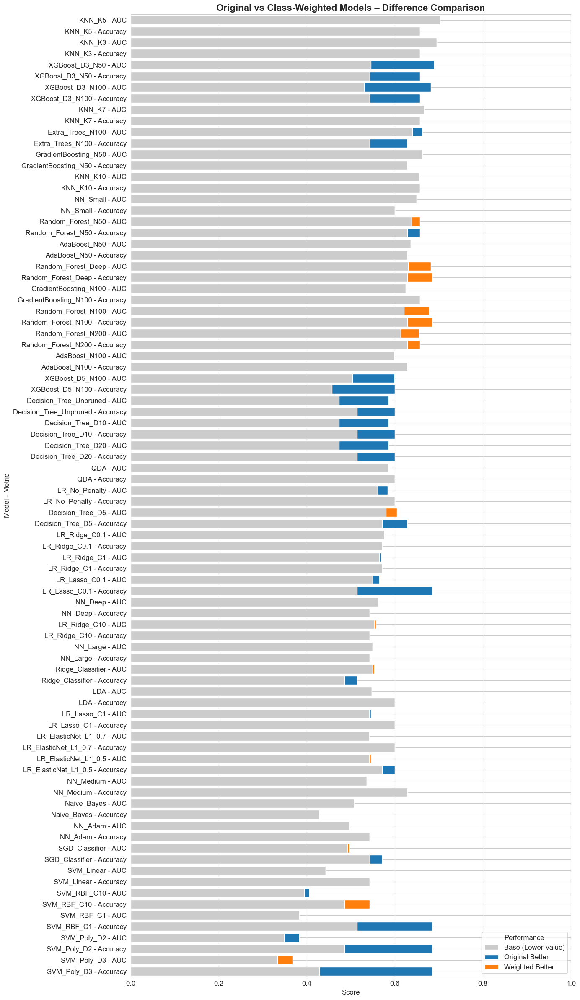 Original vs Class-Weighted Models – Difference Comparison
KNN_K5 - AUC
KNN_K5 - Accuracy
KNN_K3 - AUC
KNN_K3 - Accuracy
XGBoost_D3_N50 - AUC
XGBoost_D3_N50 - Accuracy
XGBoost_D3_N100 - AUC
XGBoost_D3_N100 - Accuracy
KNN_K7 - AUC
KNN_K7 - Accuracy
Extra_Trees_N100 - AUC
Extra_Trees_N100 - Accuracy
GradientBoosting_N50 - AUC
GradientBoosting_N50 - Accuracy
KNN_K10 - AUC
KNN_K10 - Accuracy
NN_Small - AUC
NN_Small - Accuracy
Random_Forest_N50 - AUC
Random_Forest_N50 - Accuracy
AdaBoost_N50 - AUC
AdaBoost_N50 - Accuracy
Random_Forest_Deep - AUC
Random_Forest_Deep - Accuracy
GradientBoosting_N100 - AUC
GradientBoosting_N100 - Accuracy
Random_Forest_N100 - AUC
Random_Forest_N100 - Accuracy
Random_Forest_N200 - AUC
Random_Forest_N200 - Accuracy
AdaBoost_N100 - AUC
AdaBoost_N100 - Accuracy
XGBoost_D5_N100 - AUC
XGBoost_D5_N100 - Accuracy
Decision_Tree_Unpruned - AUC
Decision_Tree_Unpruned - Accuracy
Decision_Tree_D10 - AUC
Decision_Tree_D10 - Accuracy
Decision_Tree_D20 - AUC
Decision_Tree_D20 - Accuracy
QDA - AUC
QDA - Accuracy
LR_No_Penalty - AUC
LR_No_Penalty - Accuracy
Decision_Tree_D5 - AUC
Decision_Tree_D5 - Accuracy
LR_Ridge_C0.1 - AUC
LR_Ridge_C0.1 - Accuracy
LR_Ridge_C1 - AUC
LR_Ridge_C1 - Accuracy
LR_Lasso_C0.1 - AUC
LR_Lasso_C0.1 - Accuracy
NN_Deep - AUC
NN_Deep - Accuracy
LR_Ridge_C10 - AUC
LR_Ridge_C10 - Accuracy
NN_Large - AUC
NN_Large - Accuracy
Ridge_Classifier - AUC
Ridge_Classifier - Accuracy
LDA - AUC
LDA - Accuracy
LR_Lasso_C1 - AUC
LR_Lasso_C1 - Accuracy
LR_ElasticNet_L1_0.7 - AUC
LR_ElasticNet_L1_0.7 - Accuracy
LR_ElasticNet_L1_0.5 - AUC
LR_ElasticNet_L1_0.5 - Accuracy
NN_Medium - AUC
NN_Medium - Accuracy
Naive_Bayes - AUC
Naive_Bayes - Accuracy
NN_Adam - AUC
NN_Adam - Accuracy
SGD_Classifier - AUC
SGD_Classifier - Accuracy
SVM_Linear - AUC
SVM_Linear - Accuracy
SVM_RBF_C10 - AUC
SVM_RBF_C10 - Accuracy
SVM_RBF_C1 - AUC
SVM_RBF_C1 - Accuracy
SVM_Poly_D2 - AUC
SVM_Poly_D2 - Accuracy
SVM_Poly_D3 - AUC
SVM_Poly_D3 - Accuracy
Model - Metric
Performance
Base (Lower Value)
Original Better
Weighted Better
0.0 0.2 0.4 0.6 0.8 1.0
Score